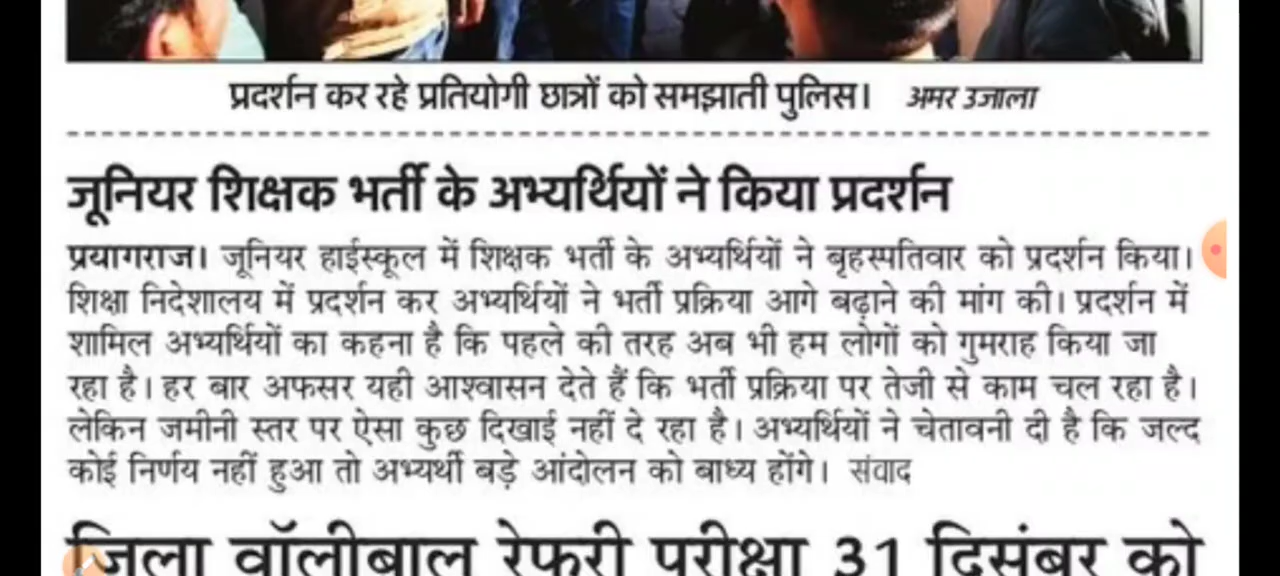 प्रदर्शन कर रहे प्रतियोगी छात्रों को समझाती पुलिस। अमर उजाला
जूनियर शिक्षक भर्ती के अभ्यर्थियों ने किया प्रदर्शन
प्रयागराज। जूनियर हाईस्कूल में शिक्षक भर्ती के अभ्यर्थियों ने बृहस्पतिवार को प्रदर्शन किया।
शिक्षा निदेशालय में प्रदर्शन कर अभ्यर्थियों ने भर्ती प्रक्रिया आगे बढ़ाने की मांग की। प्रदर्शन में
शामिल अभ्यर्थियों का कहना है कि पहले की तरह अब भी हम लोगों को गुमराह किया जा
रहा है। हर बार अफसर यही आश्वासन देते हैं कि भर्ती प्रक्रिया पर तेजी से काम चल रहा है।
लेकिन जमीनी स्तर पर ऐसा कुछ दिखाई नहीं दे रहा है। अभ्यर्थियों ने चेतावनी दी है कि जल्द
कोई निर्णय नहीं हुआ तो अभ्यर्थी बड़े आंदोलन को बाध्य होंगे। संवाद
जिला वॉलीबाल रेफरी परीक्षा 31 दिसंबर को